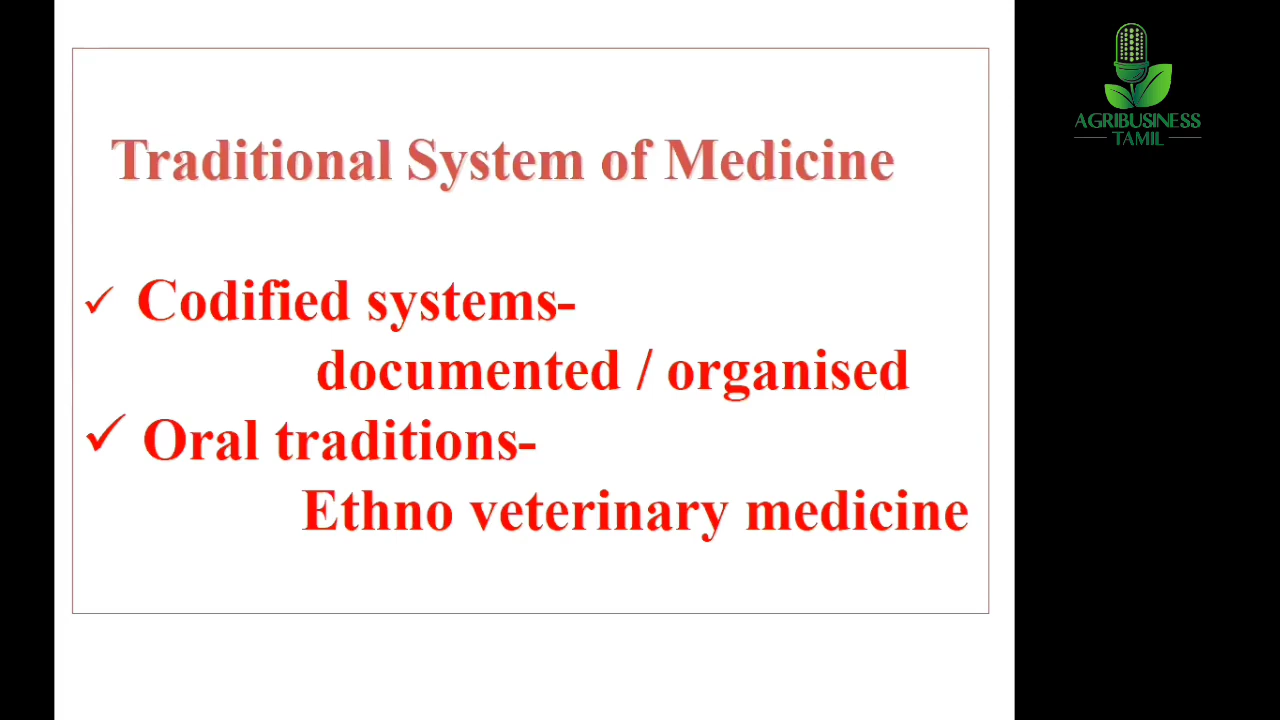 Traditional System of Medicine
✓ Codified systems-
documented / organised
✓ Oral traditions-
Ethno veterinary medicine
AGRIBUSINESS
TAMIL